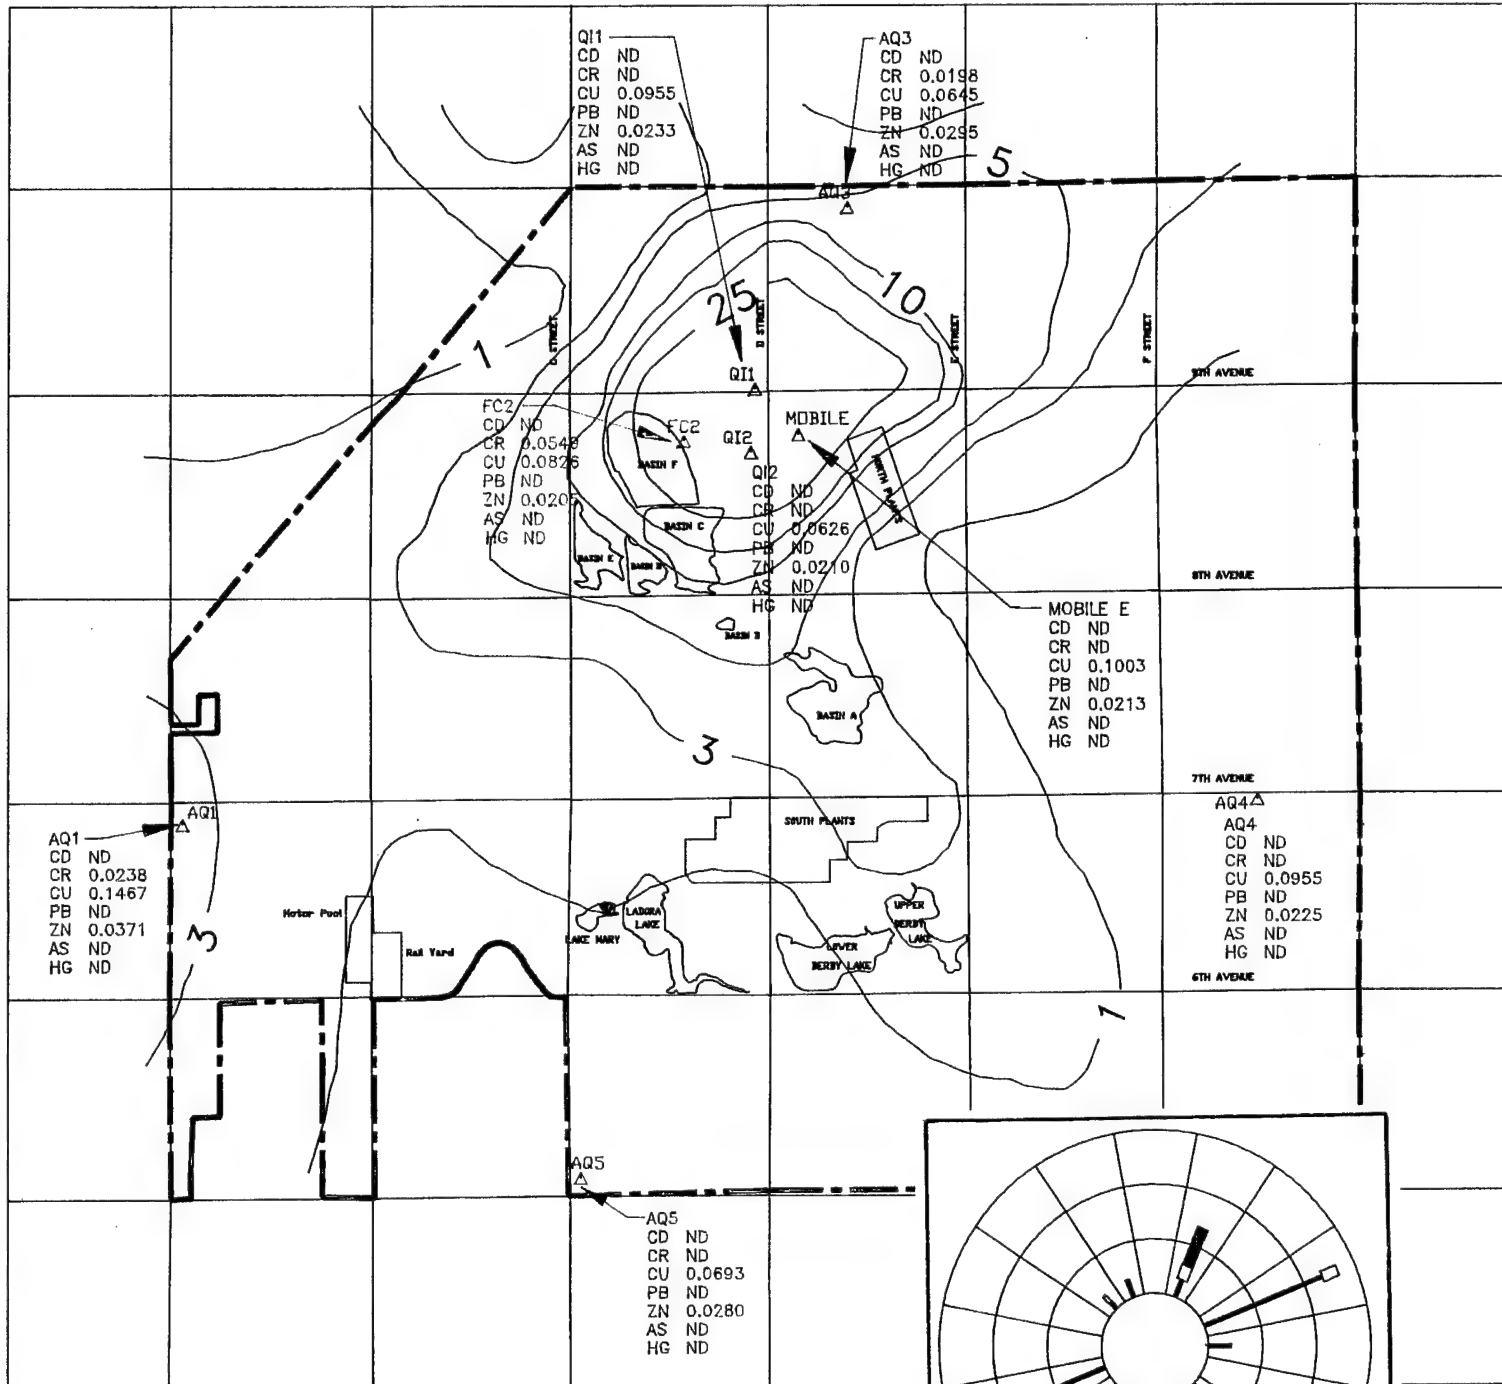 QI1
CD ND
CR ND
CU 0.0955
PB ND
ZN 0.0233
AS ND
HG ND
AQ3
CD ND
CR 0.0198
CU 0.0645
PB ND
ZN 0.0295
AS ND
HG ND
5
AQ3
10
25
C STREET
D STREET
E STREET
F STREET
1
9TH AVENUE
QI1
FC2
CD ND
CR 0.0549
CU 0.0826
PB ND
ZN 0.0205
AS ND
HG ND
FC2
QI2
MOBILE
BASIN F
NORTH PLANTS
QI2
CD ND
CR ND
CU 0.0626
PB ND
ZN 0.0210
AS ND
HG ND
BASIN C
BASIN E
8TH AVENUE
MOBILE E
CD ND
CR ND
CU 0.1003
PB ND
ZN 0.0213
AS ND
HG ND
BASIN A
3
7TH AVENUE
AQ4
AQ4
CD ND
CR ND
CU 0.0955
PB ND
ZN 0.0225
AS ND
HG ND
SOUTH PLANTS
AQ1
AQ1
CD ND
CR 0.0238
CU 0.1467
PB ND
ZN 0.0371
AS ND
HG ND
3
Motor Pool
Rail Yard
LAKE MARY
LADORA
LAKE
UPPER
DERBY
LAKE
LOWER
DERBY LAKE
6TH AVENUE
1
AQ5
AQ5
CD ND
CR ND
CU 0.0693
PB ND
ZN 0.0280
AS ND
HG ND